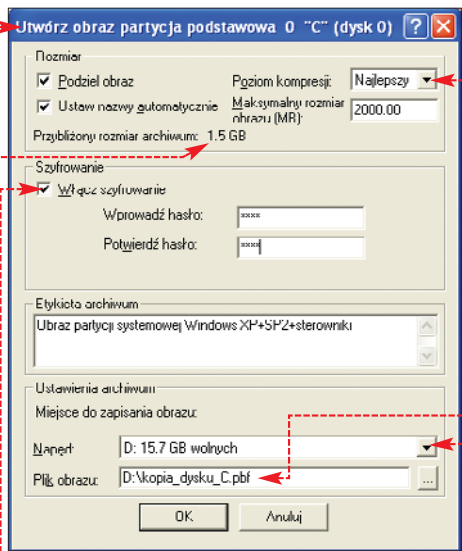 Utwórz obraz partycja podstawowa 0 "C" (dysk 0)
Rozmiar
Podziel obraz
Poziom kompresji: Najlepszy
Ustaw nazwy automatycznie
Maksymalny rozmiar obrazu (MB): 2000.00
Przybliżony rozmiar archiwum: 1.5 GB
Szyfrowanie
Włącz szyfrowanie
Wprowadź hasło: ××××
Potwierdź hasło: ××××
Etykieta archiwum
Obraz partycji systemowej Windows XP+SP2+sterowniki
Ustawienia archiwum
Miejsce do zapisania obrazu:
Napęd: D: 15.7 GB wolnych
Plik obrazu: D:\kopia_dysku_C.pbf ...
OK Anuluj